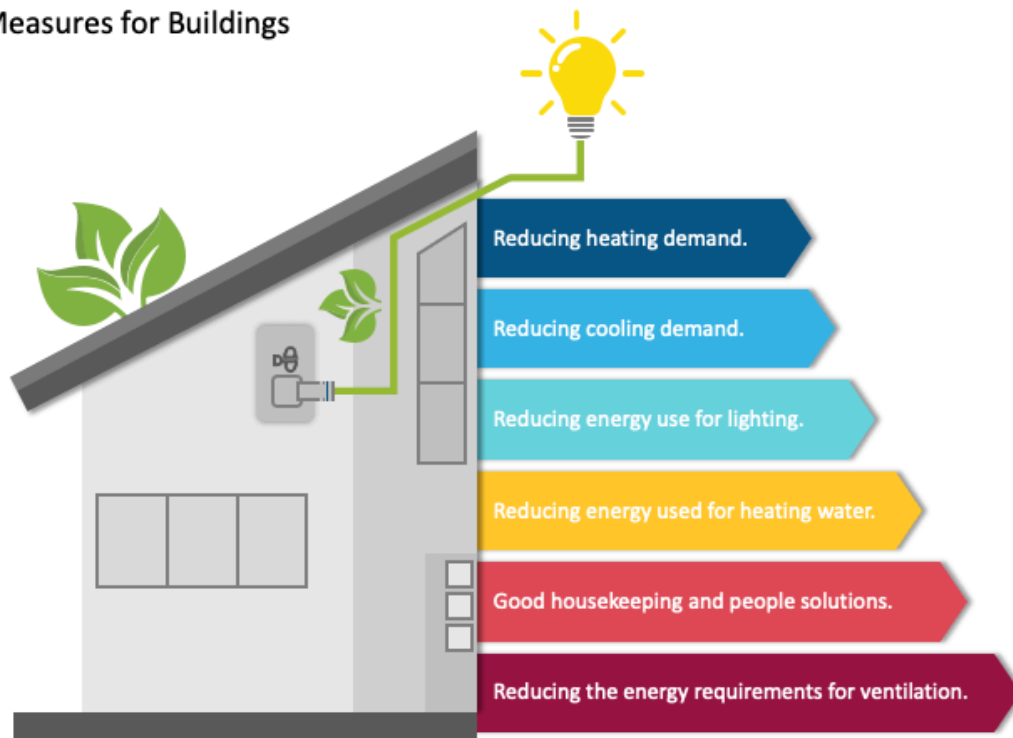 Measures for Buildings
Reducing heating demand.
Reducing cooling demand.
Reducing energy use for lighting.
Reducing energy used for heating water.
Good housekeeping and people solutions.
Reducing the energy requirements for ventilation.